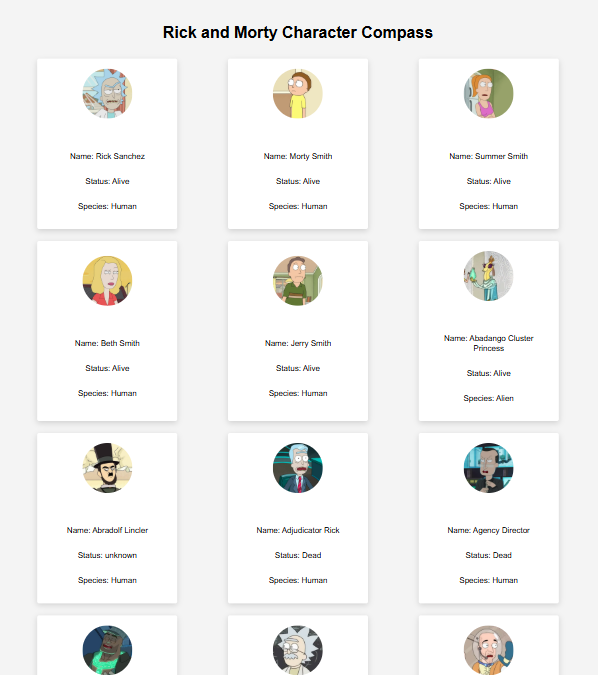 Rick and Morty Character Compass
Name: Rick Sanchez
Status: Alive
Species: Human
Name: Morty Smith
Status: Alive
Species: Human
Name: Summer Smith
Status: Alive
Species: Human
Name: Beth Smith
Status: Alive
Species: Human
Name: Jerry Smith
Status: Alive
Species: Human
Name: Abadango Cluster
Princess
Status: Alive
Species: Alien
Name: Abradolf Lincler
Status: unknown
Species: Human
Name: Adjudicator Rick
Status: Dead
Species: Human
Name: Agency Director
Status: Dead
Species: Human